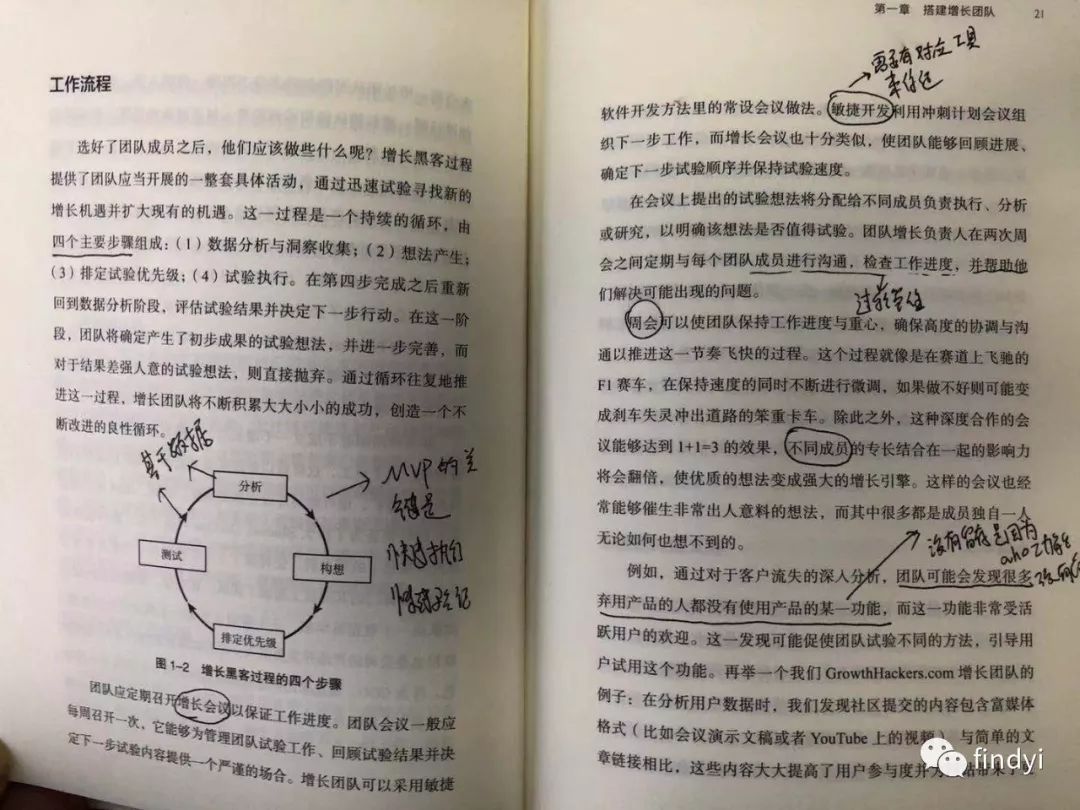 工作流程
选好了团队成员之后，他们应该做些什么呢？增长黑客过程
提供了团队应当开展的一整套具体活动，通过迅速试验寻找新的
增长机遇并扩大现有的机遇。这一过程是一个持续的循环，由
四个主要步骤组成：（1）数据分析与洞察收集；（2）想法产生；
（3）排定试验优先级；（4）试验执行。在第四步完成之后重新
回到数据分析阶段，评估试验结果并决定下一步行动。在这一阶
段，团队将确定产生了初步成果的试验想法，并进一步完善，而
对于结果差强人意的试验想法，则直接抛弃。通过循环往复地推
进这一过程，增长团队将不断积累大大小小的成功，创造一个不
断改进的良性循环。
基于数据
分析
测试
构想
排定优先级
MVP的关
键是
快速执行
快速验证
图1-2 增长黑客过程的四个步骤
团队应定期召开增长会议以保证工作进度。团队会议一般应
每周召开一次，它能够为管理团队试验工作、回顾试验结果并决
定下一步试验内容提供一个严谨的场合。增长团队可以采用敏捷
第一章 搭建增长团队 21
需要有对应工具
软件开发方法里的常设会议做法。敏捷开发利用冲刺计划会议组
织下一步工作，而增长会议也十分类似，使团队能够回顾进展、
确定下一步试验顺序并保持试验速度。
在会议上提出的试验想法将分配给不同成员负责执行、分析
或研究，以明确该想法是否值得试验。团队增长负责人在两次周
会之间定期与每个团队成员进行沟通，检查工作进度，并帮助他
们解决可能出现的问题。
过程管理
周会可以使团队保持工作进度与重心，确保高度的协调与沟
通以推进这一节奏飞快的过程。这个过程就像是在赛道上飞驰的
F1 赛车，在保持速度的同时不断进行微调，如果做不好则可能变
成刹车失灵冲出道路的笨重卡车。除此之外，这种深度合作的会
议能够达到 1+1=3 的效果，不同成员的专长结合在一起的影响力
将会翻倍，使优质的想法变成强大的增长引擎。这样的会议也经
常能够催生非常出人意料的想法，而其中很多都是成员独自一人
无论如何也想不到的。
没有留存是因为
例如，通过对于客户流失的深入分析，团队可能会发现很多
弃用产品的人都没有使用产品的某一功能，而这一功能非常受活
跃用户的欢迎。这一发现可能促使团队试验不同的方法，引导用
户试用这个功能。再举一个我们 GrowthHackers.com 增长团队的
例子：在分析用户数据时，我们发现社区提交的内容包含富媒体
格式（比如会议演示文稿或者 YouTube 上的视频）与简单的文
章链接相比，这些内容大大提高了用户参与度并为
findyi